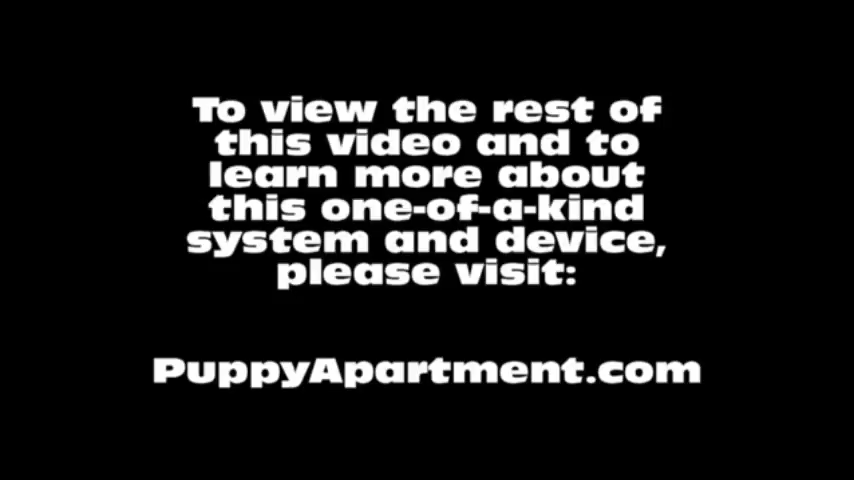 To view the rest of
this video and to
learn more about
this one-of-a-kind
system and device,
please visit:
PuppyApartment.com